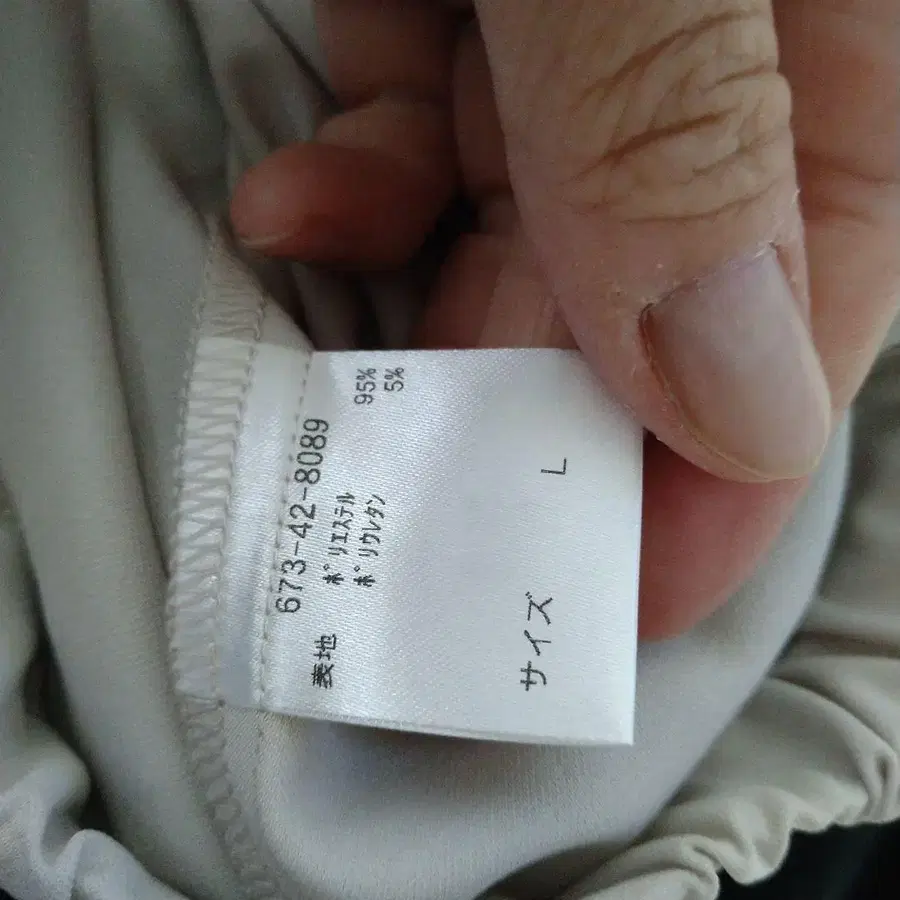 673-42-8089
表地
ポリエステル 95%
ポリウレタン 5%
サイズ L